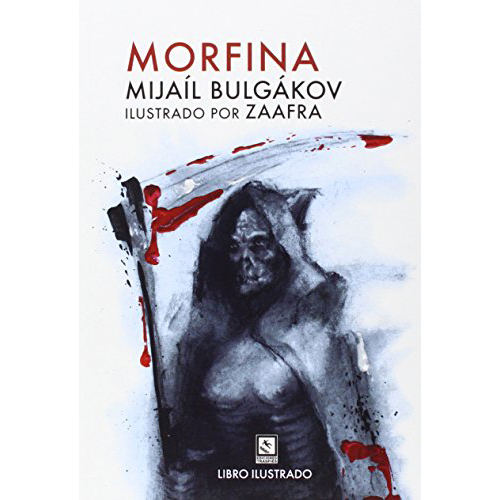 MORFINA
MIJAÍL BULGÁKOV
ILUSTRADO POR ZAAFRA
LIBRO ILUSTRADO